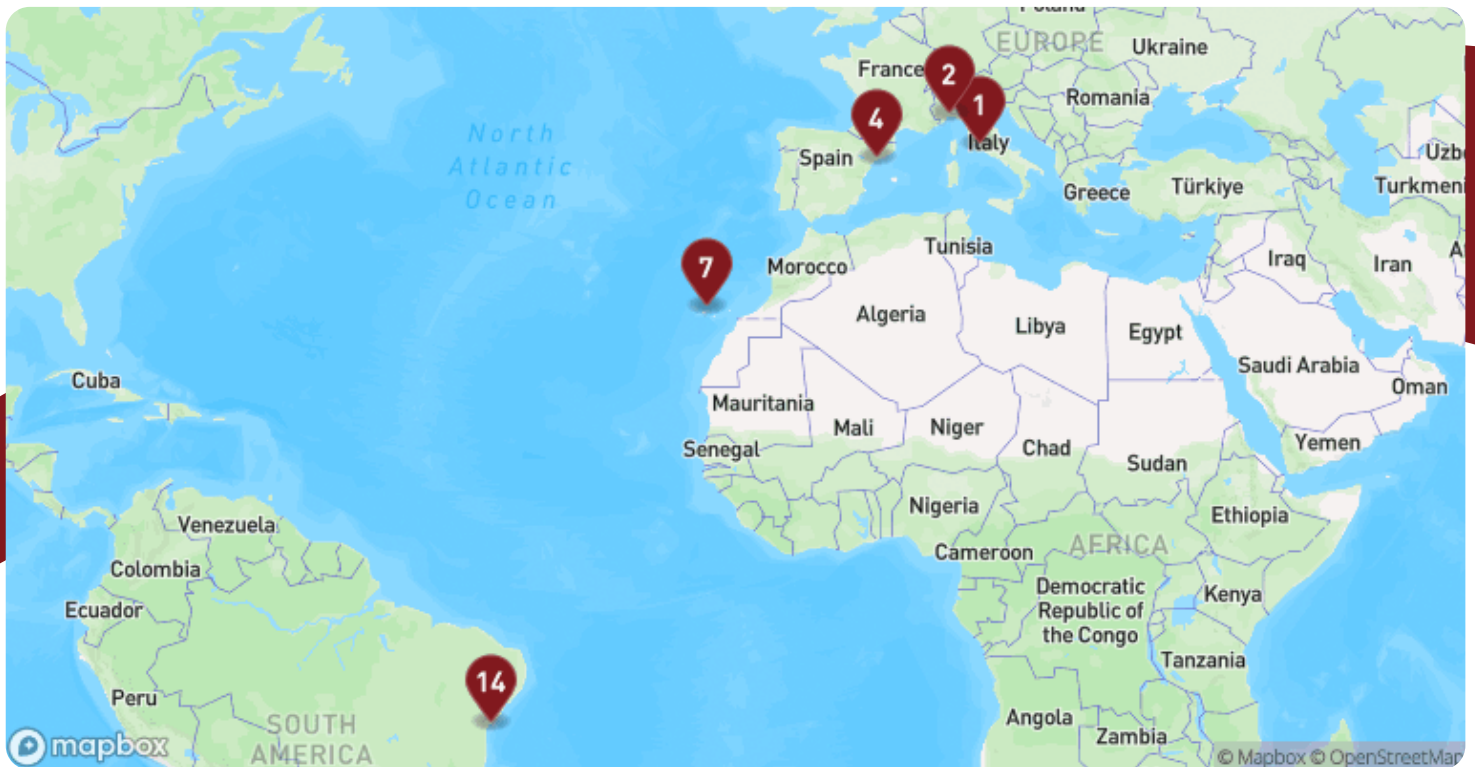 Poland
EUROPE
Ukraine
France
2
Romania
1
4
Italy
North
Atlantic
Ocean
Spain
Uzb
Turkmeni
Türkiye
Greece
Tunisia
7
Morocco
Iraq
Iran
A
Algeria
Libya
Egypt
Saudi Arabia
Oman
Cuba
Mauritania
Mali
Niger
Chad
Yemen
Senegal
Sudan
Nigeria
Ethiopia
Venezuela
Cameroon
AFRICA
Colombia
Democratic
Republic of
the Congo
Kenya
Ecuador
Tanzania
14
Peru
SOUTH
AMERICA
Angola
Zambia
mapbox
© Mapbox © OpenStreetMap